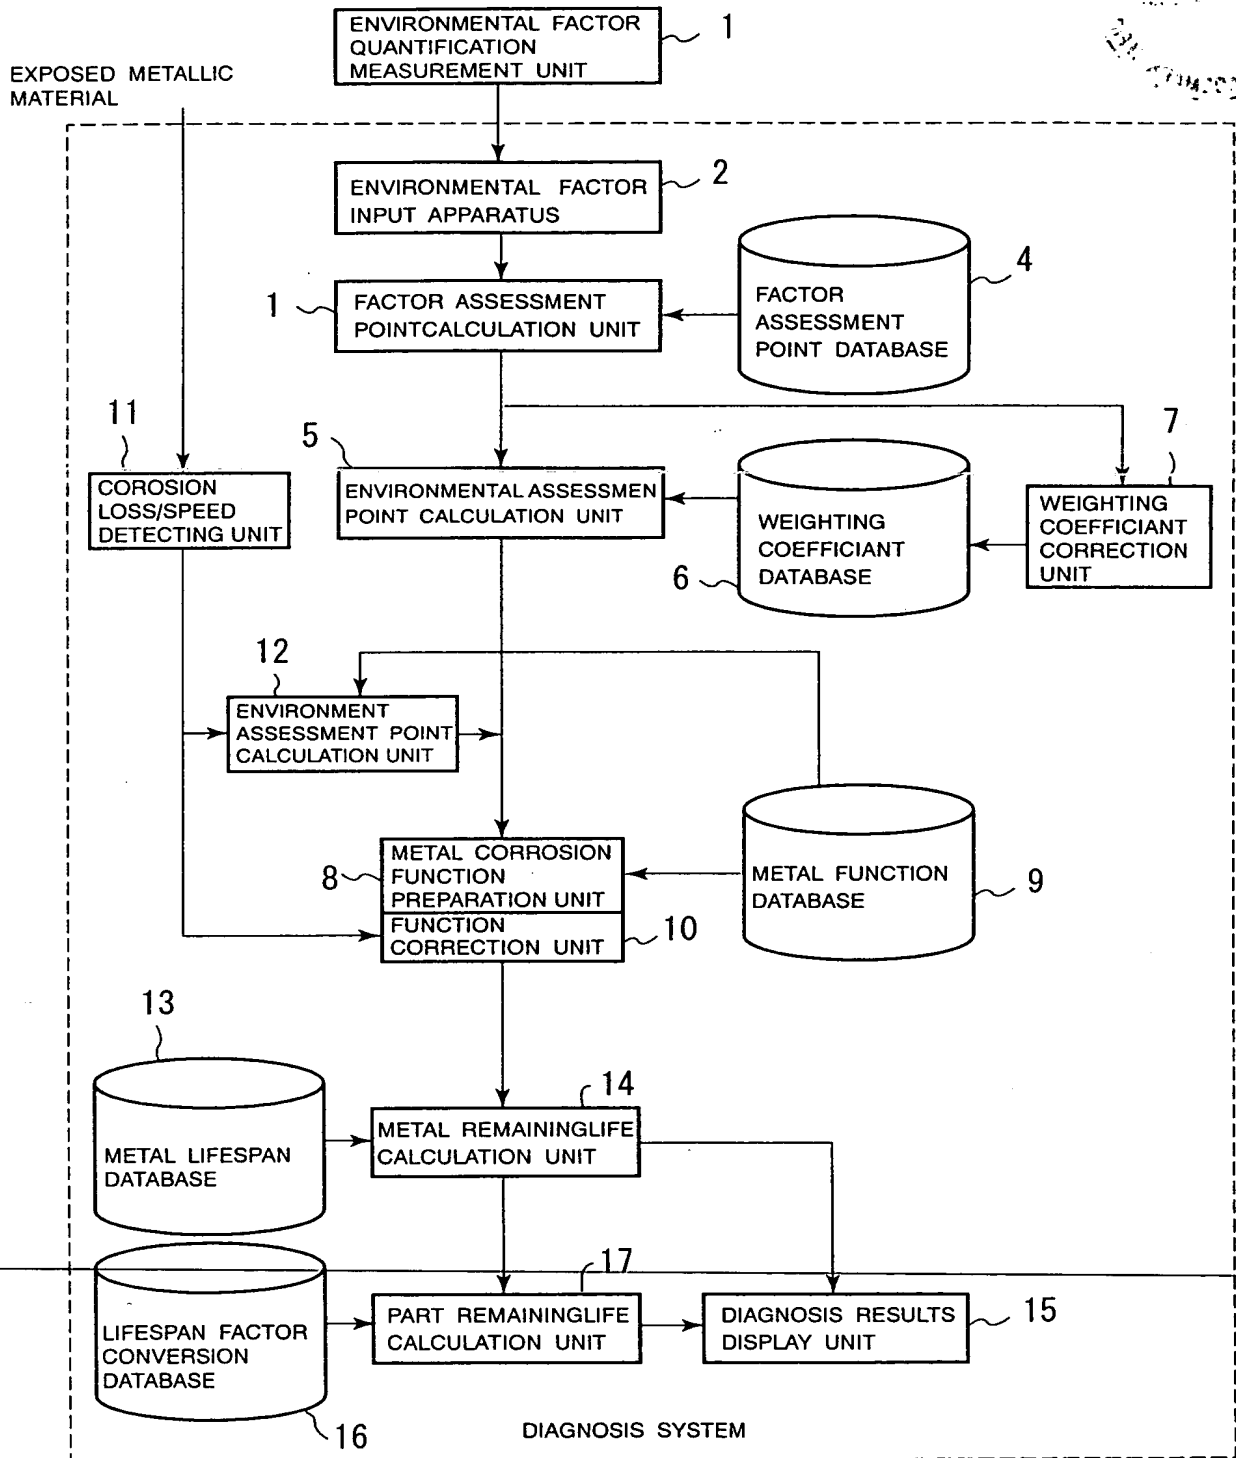 ENVIRONMENTAL FACTOR
QUANTIFICATION
MEASUREMENT UNIT
1
EXPOSED METALLIC
MATERIAL
ENVIRONMENTAL FACTOR
INPUT APPARATUS
2
FACTOR ASSESSMENT
POINTCALCULATION UNIT
1
FACTOR
ASSESSMENT
POINT DATABASE
4
11
COROSION
LOSS/SPEED
DETECTING UNIT
5
ENVIRONMENTAL ASSESSMEN
POINT CALCULATION UNIT
WEIGHTING
COEFFICIANT
DATABASE
6
7
WEIGHTING
COEFFICIANT
CORRECTION
UNIT
12
ENVIRONMENT
ASSESSMENT POINT
CALCULATION UNIT
8
METAL CORROSION
FUNCTION
PREPARATION UNIT
FUNCTION
CORRECTION UNIT
10
METAL FUNCTION
DATABASE
9
13
METAL LIFESPAN
DATABASE
14
METAL REMAININGLIFE
CALCULATION UNIT
LIFESPAN FACTOR
CONVERSION
DATABASE
16
17
PART REMAININGLIFE
CALCULATION UNIT
DIAGNOSIS RESULTS
DISPLAY UNIT
15
DIAGNOSIS SYSTEM